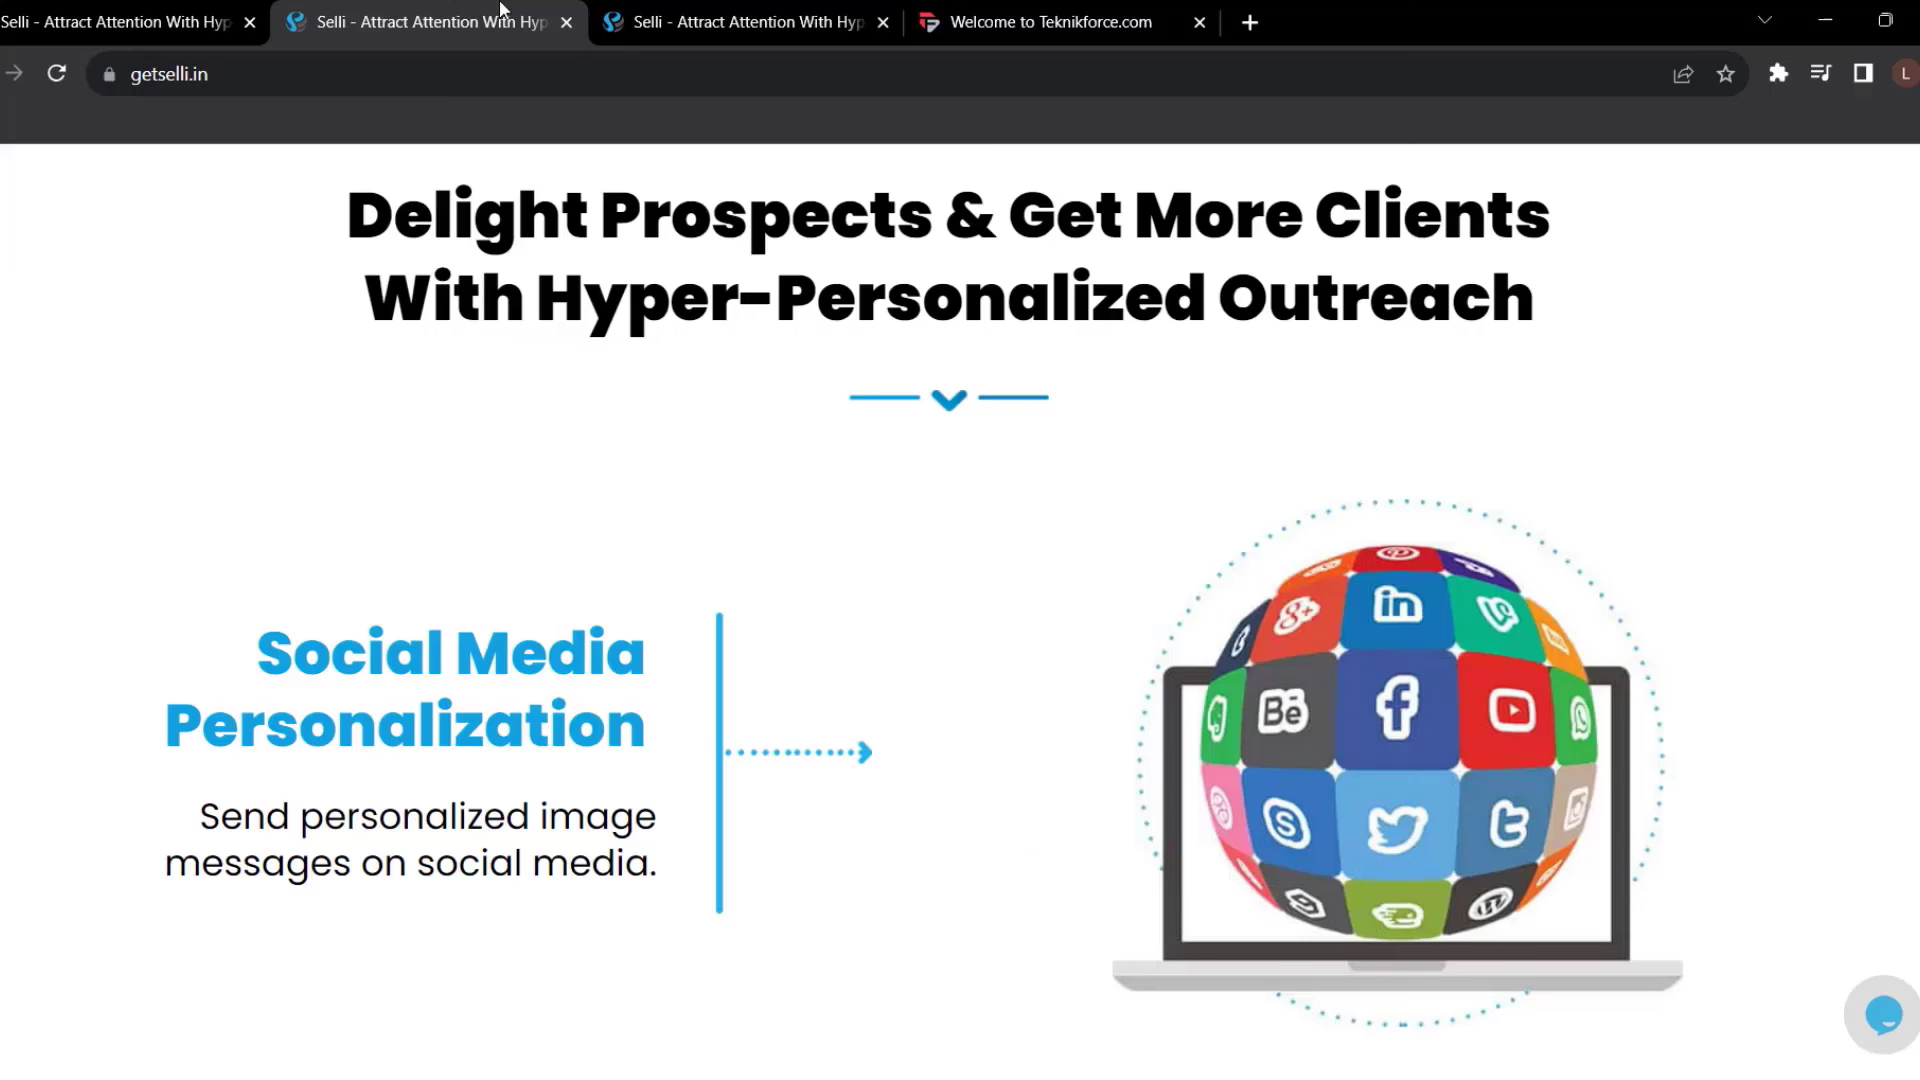 Selli - Attract Attention With Hyp
Selli - Attract Attention With Hyp
Selli - Attract Attention With Hyp
Welcome to Teknikforce.com
getselli.in
L
Delight Prospects & Get More Clients
With Hyper-Personalized Outreach
Social Media
Personalization
Send personalized image
messages on social media.
in
g+
Bē
f
S
t
W